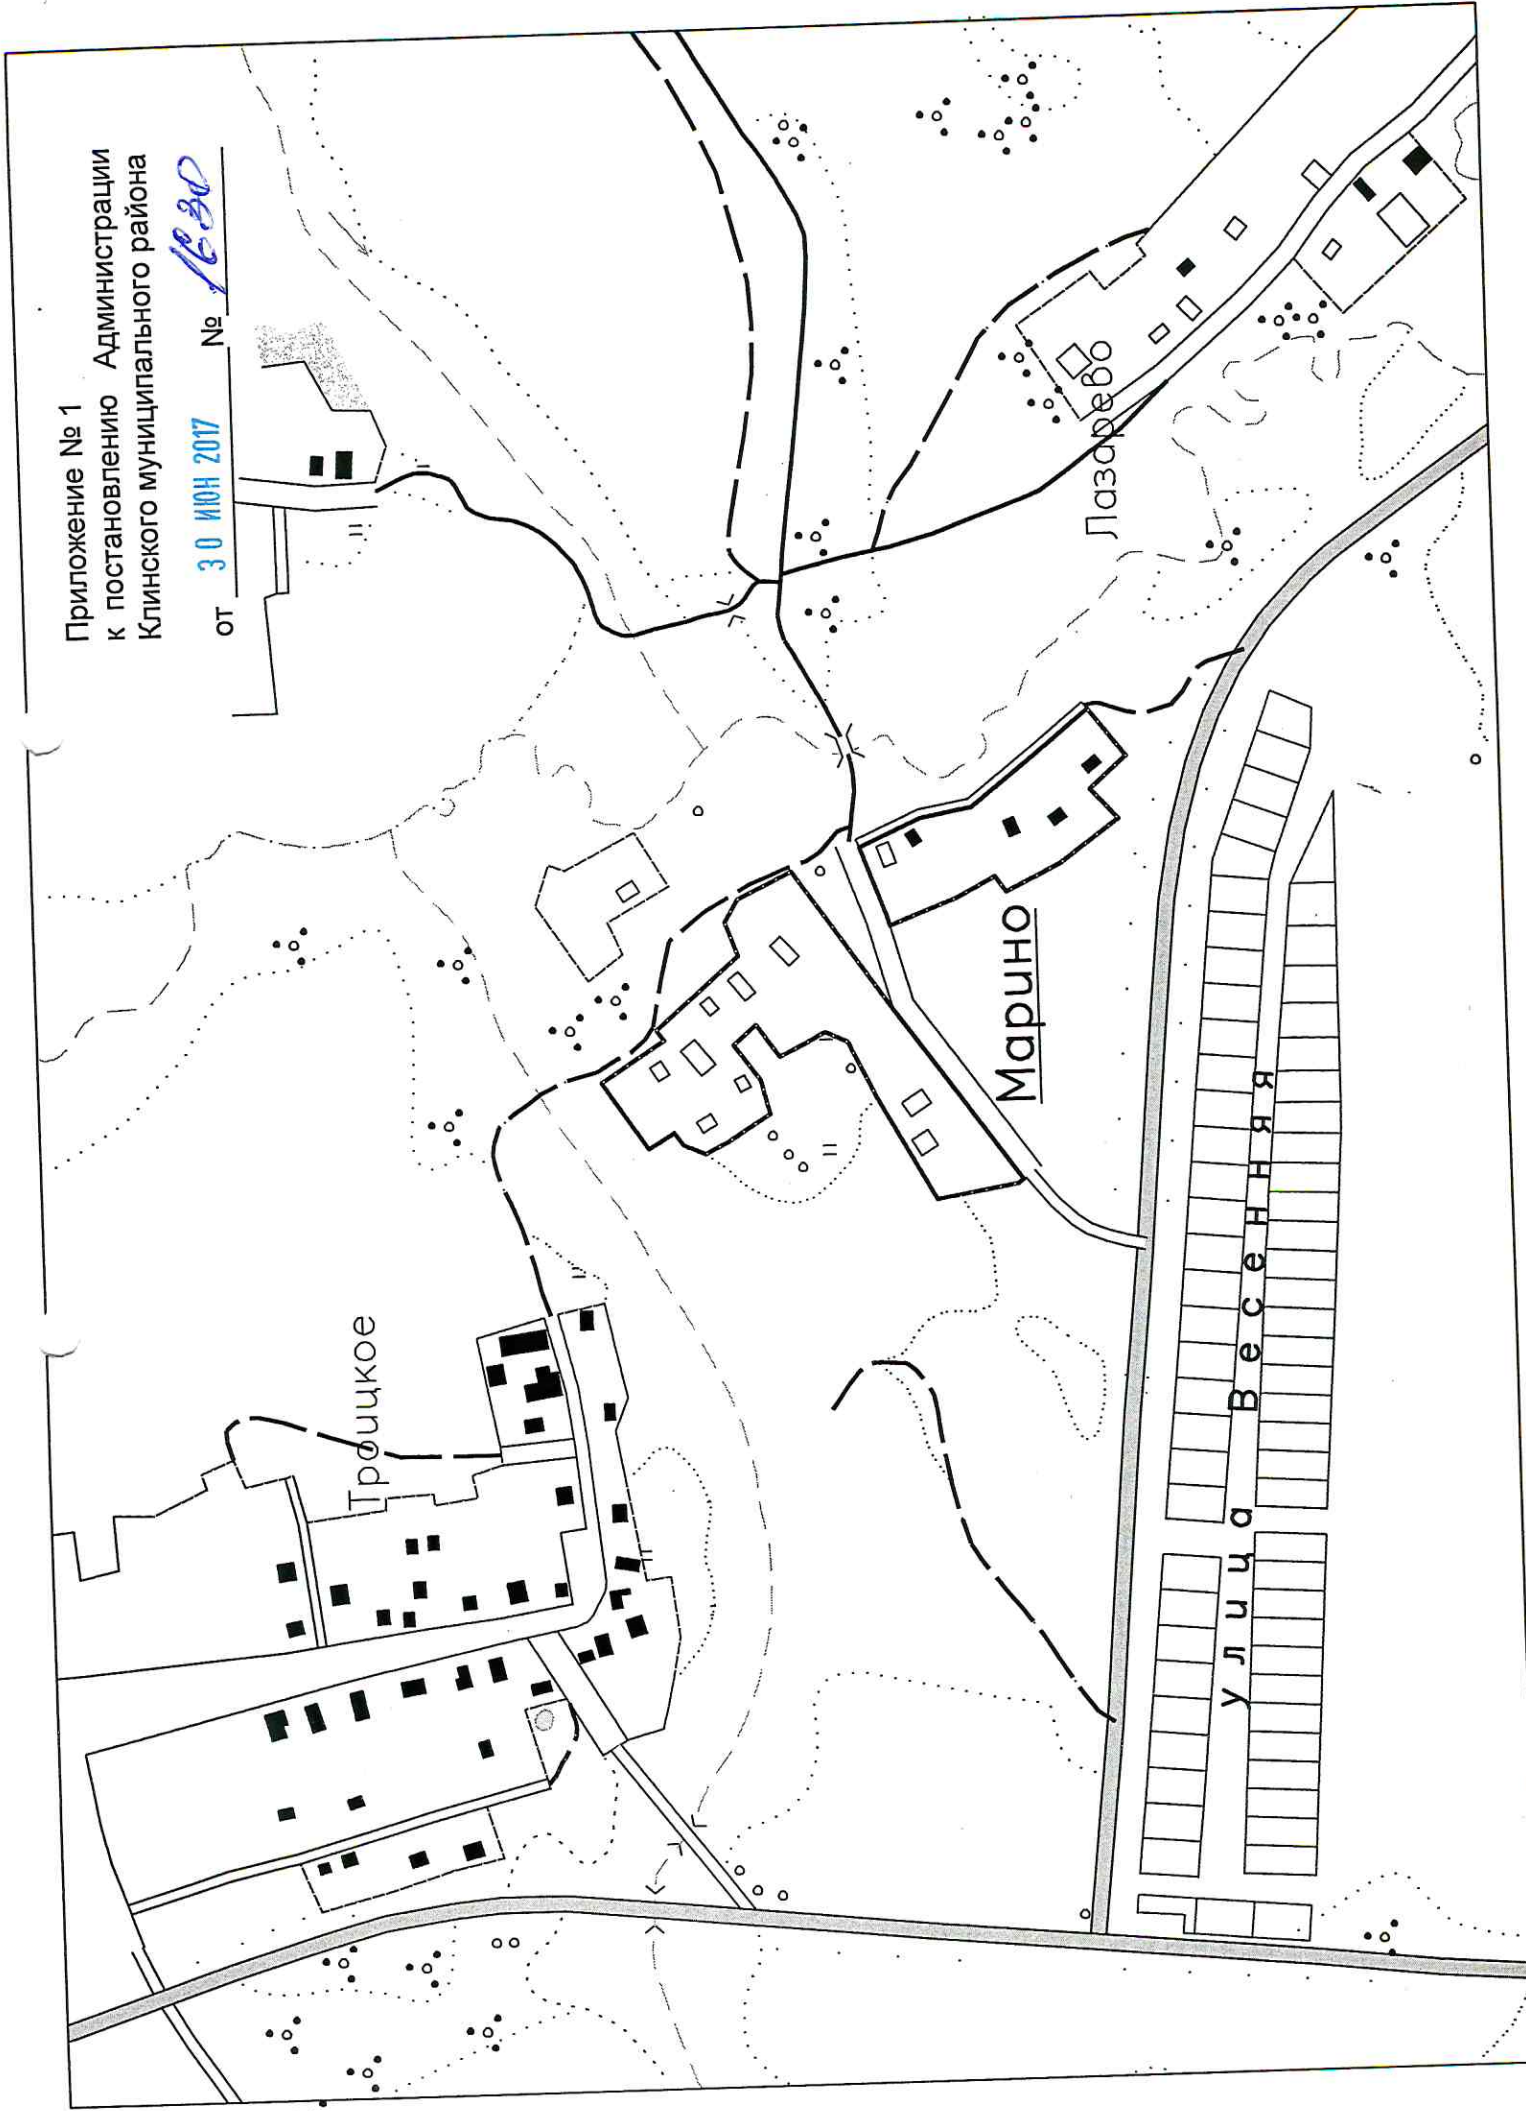 Приложение № 1
к постановлению Администрации
Клинского муниципального района
от 30 ИЮН 2017 № 1630
Троицкое
Марино
Лазарево
улица Весенняя